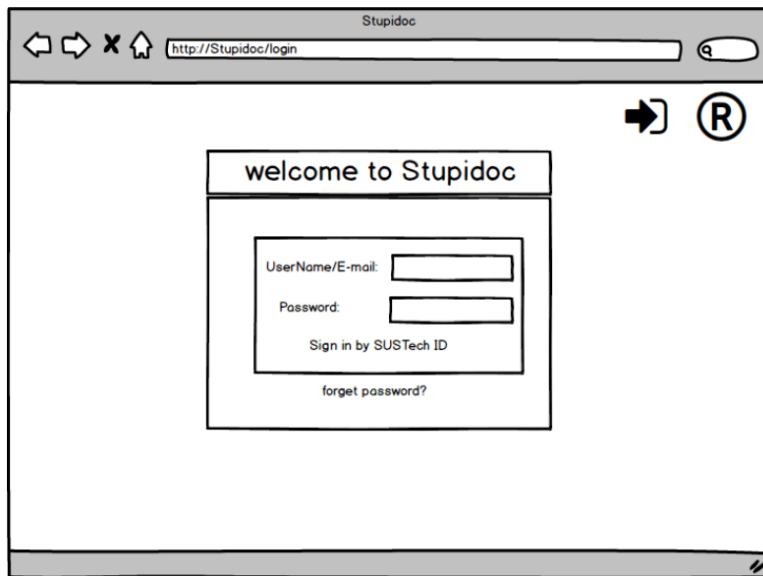 Stupidoc
http://Stupidoc/login
R
welcome to Stupidoc
UserName/E-mail:
Password:
Sign in by SUSTech ID
forget password?